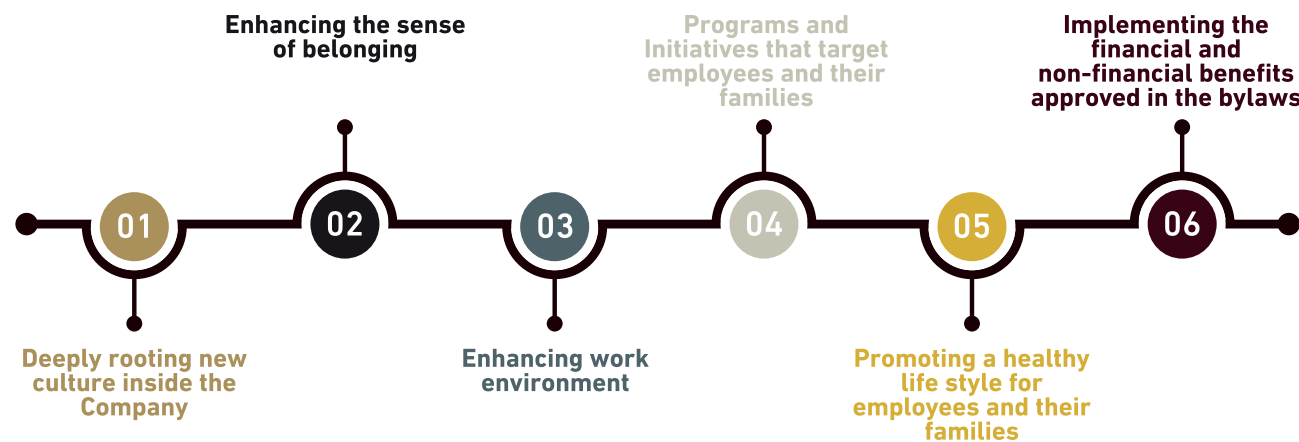 Enhancing the sense
of belonging
Programs and
Initiatives that target
employees and their
families
Implementing the
financial and
non-financial benefits
approved in the bylaws
01
02
03
04
05
06
Deeply rooting new
culture inside the
Company
Enhancing work
environment
Promoting a healthy
life style for
employees and their
families